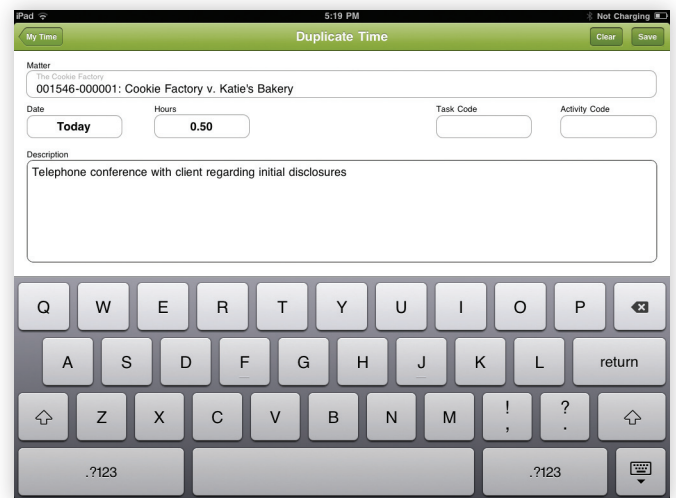 iPad 5:19 PM Not Charging
My Time Duplicate Time Clear Save
Matter
The Cookie Factory
001546-000001: Cookie Factory v. Katie's Bakery
Date Hours Task Code Activity Code
Today 0.50
Description
Telephone conference with client regarding initial disclosures
Q W E R T Y U I O P
A S D F G H J K L return
Z X C V B N M ! , ? .
.?123 .?123